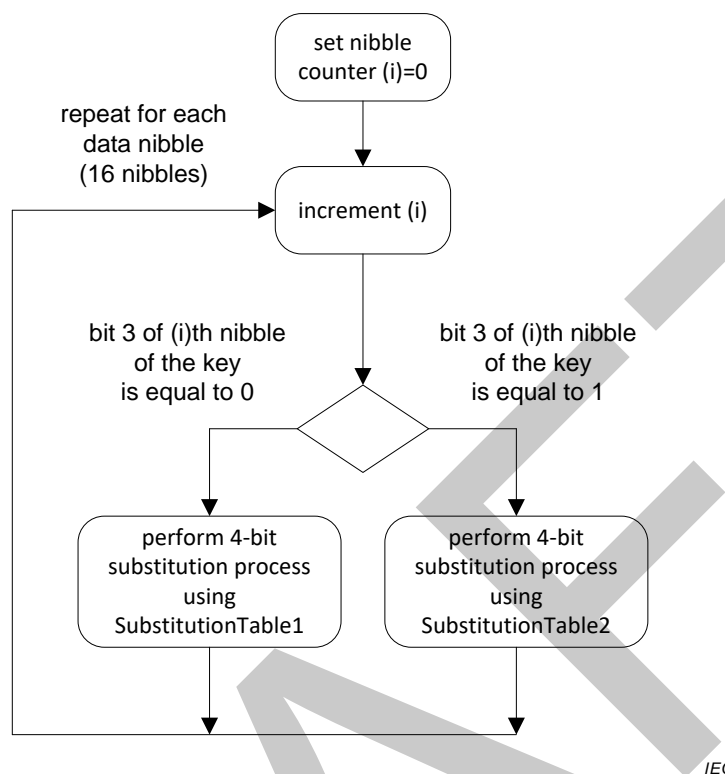 set nibble
counter (i)=0
repeat for each
data nibble
(16 nibbles)
increment (i)
bit 3 of (i)th nibble
of the key
is equal to 0
bit 3 of (i)th nibble
of the key
is equal to 1
perform 4-bit
substitution process
using
SubstitutionTable1
perform 4-bit
substitution process
using
SubstitutionTable2